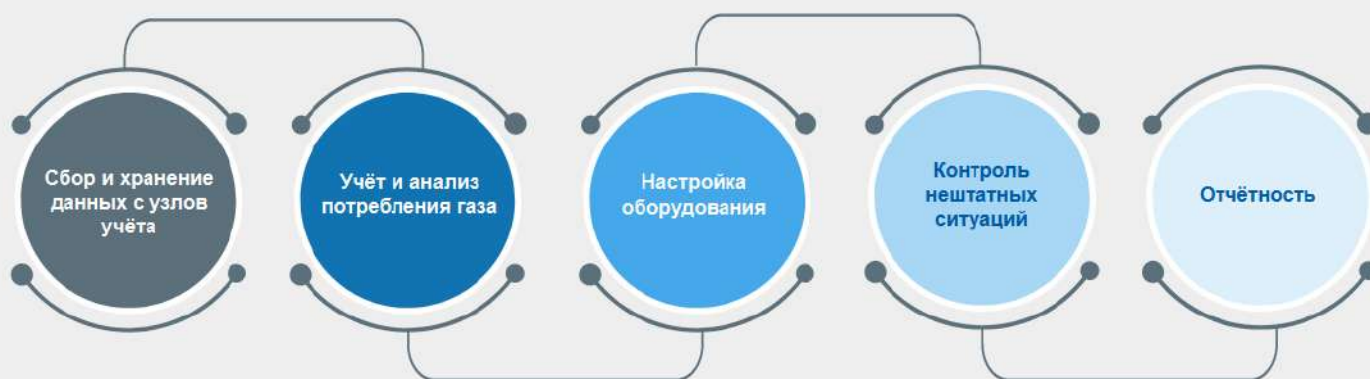 Сбор и хранение
данных с узлов
учёта
Учёт и анализ
потребления газа
Настройка
оборудования
Контроль
нештатных
ситуаций
Отчётность